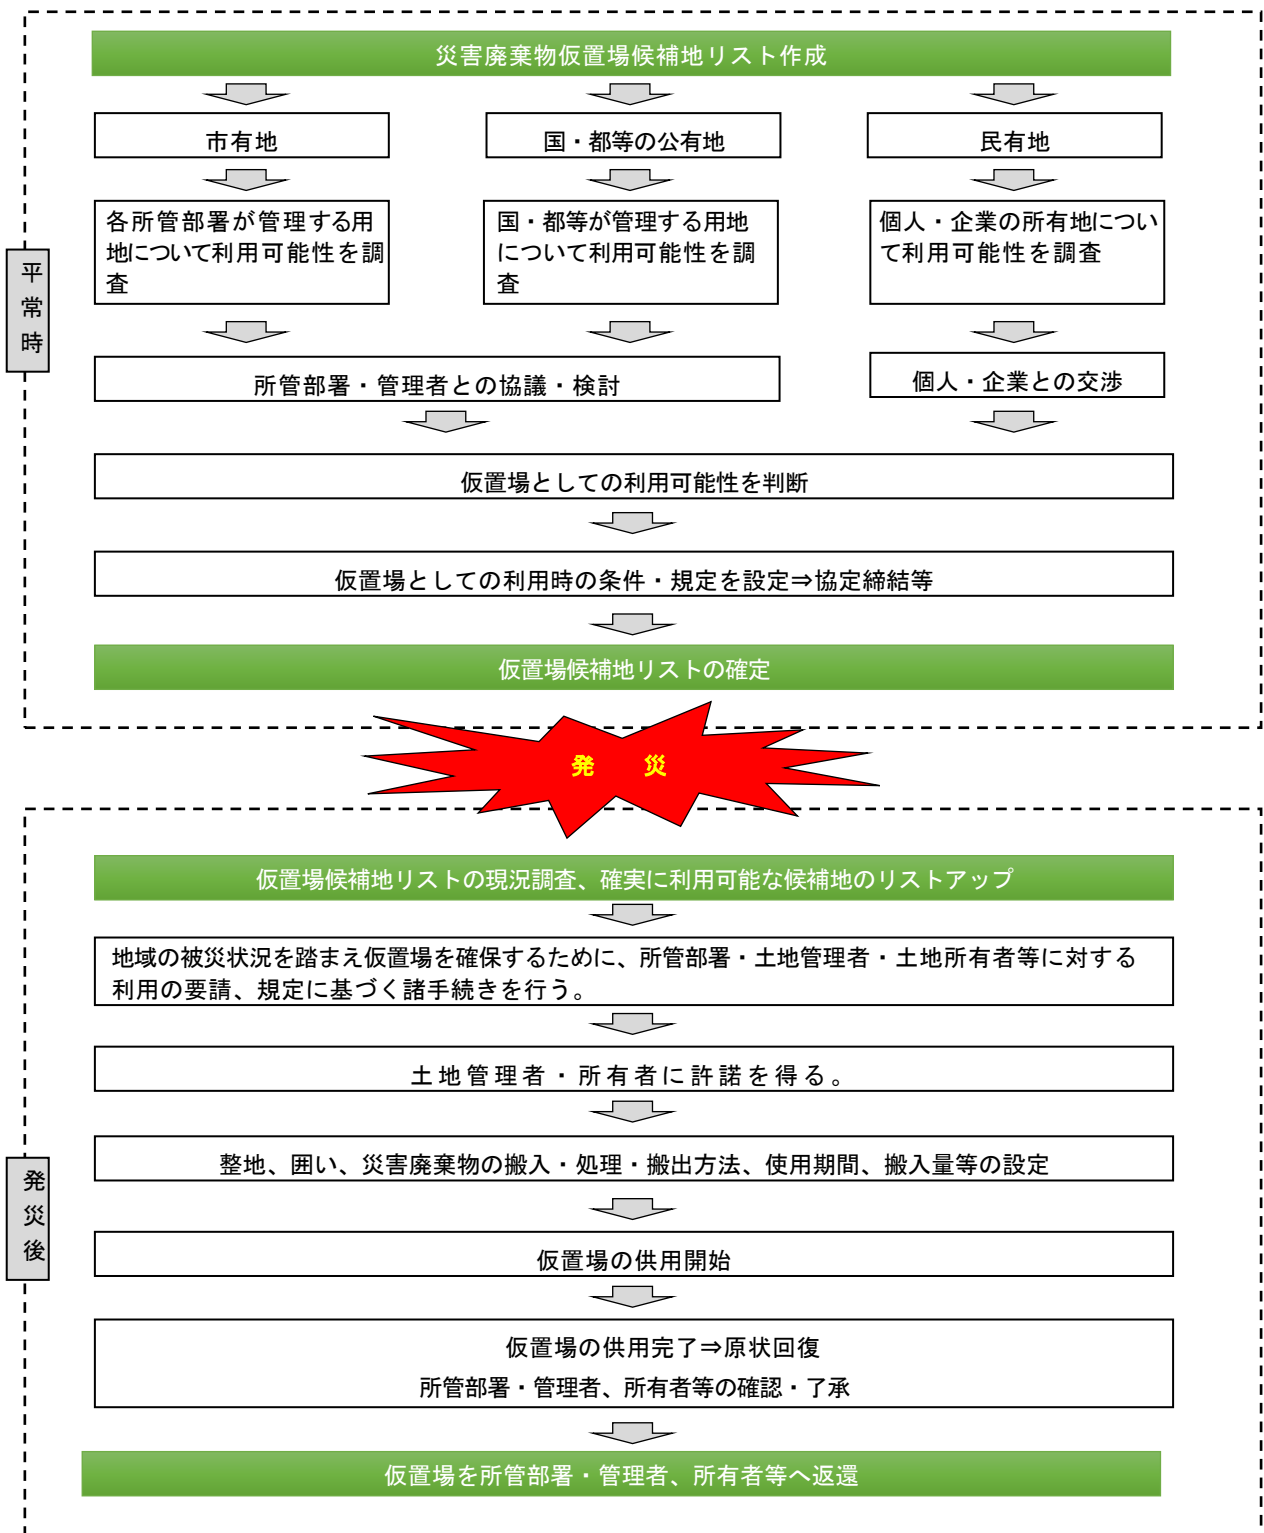 災害廃棄物仮置場候補地リスト作成
市有地
国・都等の公有地
民有地
各所管部署が管理する用
地について利用可能性を調
査
国・都等が管理する用地
について利用可能性を調
査
個人・企業の所有地につい
て利用可能性を調査
平常時
所管部署・管理者との協議・検討
個人・企業との交渉
仮置場としての利用可能性を判断
仮置場としての利用時の条件・規定を設定⇒協定締結等
仮置場候補地リストの確定
発 災
仮置場候補地リストの現況調査、確実に利用可能な候補地のリストアップ
地域の被災状況を踏まえ仮置場を確保するために、所管部署・土地管理者・土地所有者等に対する
利用の要請、規定に基づく諸手続きを行う。
土地管理者・所有者に許諾を得る。
整地、囲い、災害廃棄物の搬入・処理・搬出方法、使用期間、搬入量等の設定
発災後
仮置場の供用開始
仮置場の供用完了⇒原状回復
所管部署・管理者、所有者等の確認・了承
仮置場を所管部署・管理者、所有者等へ返還